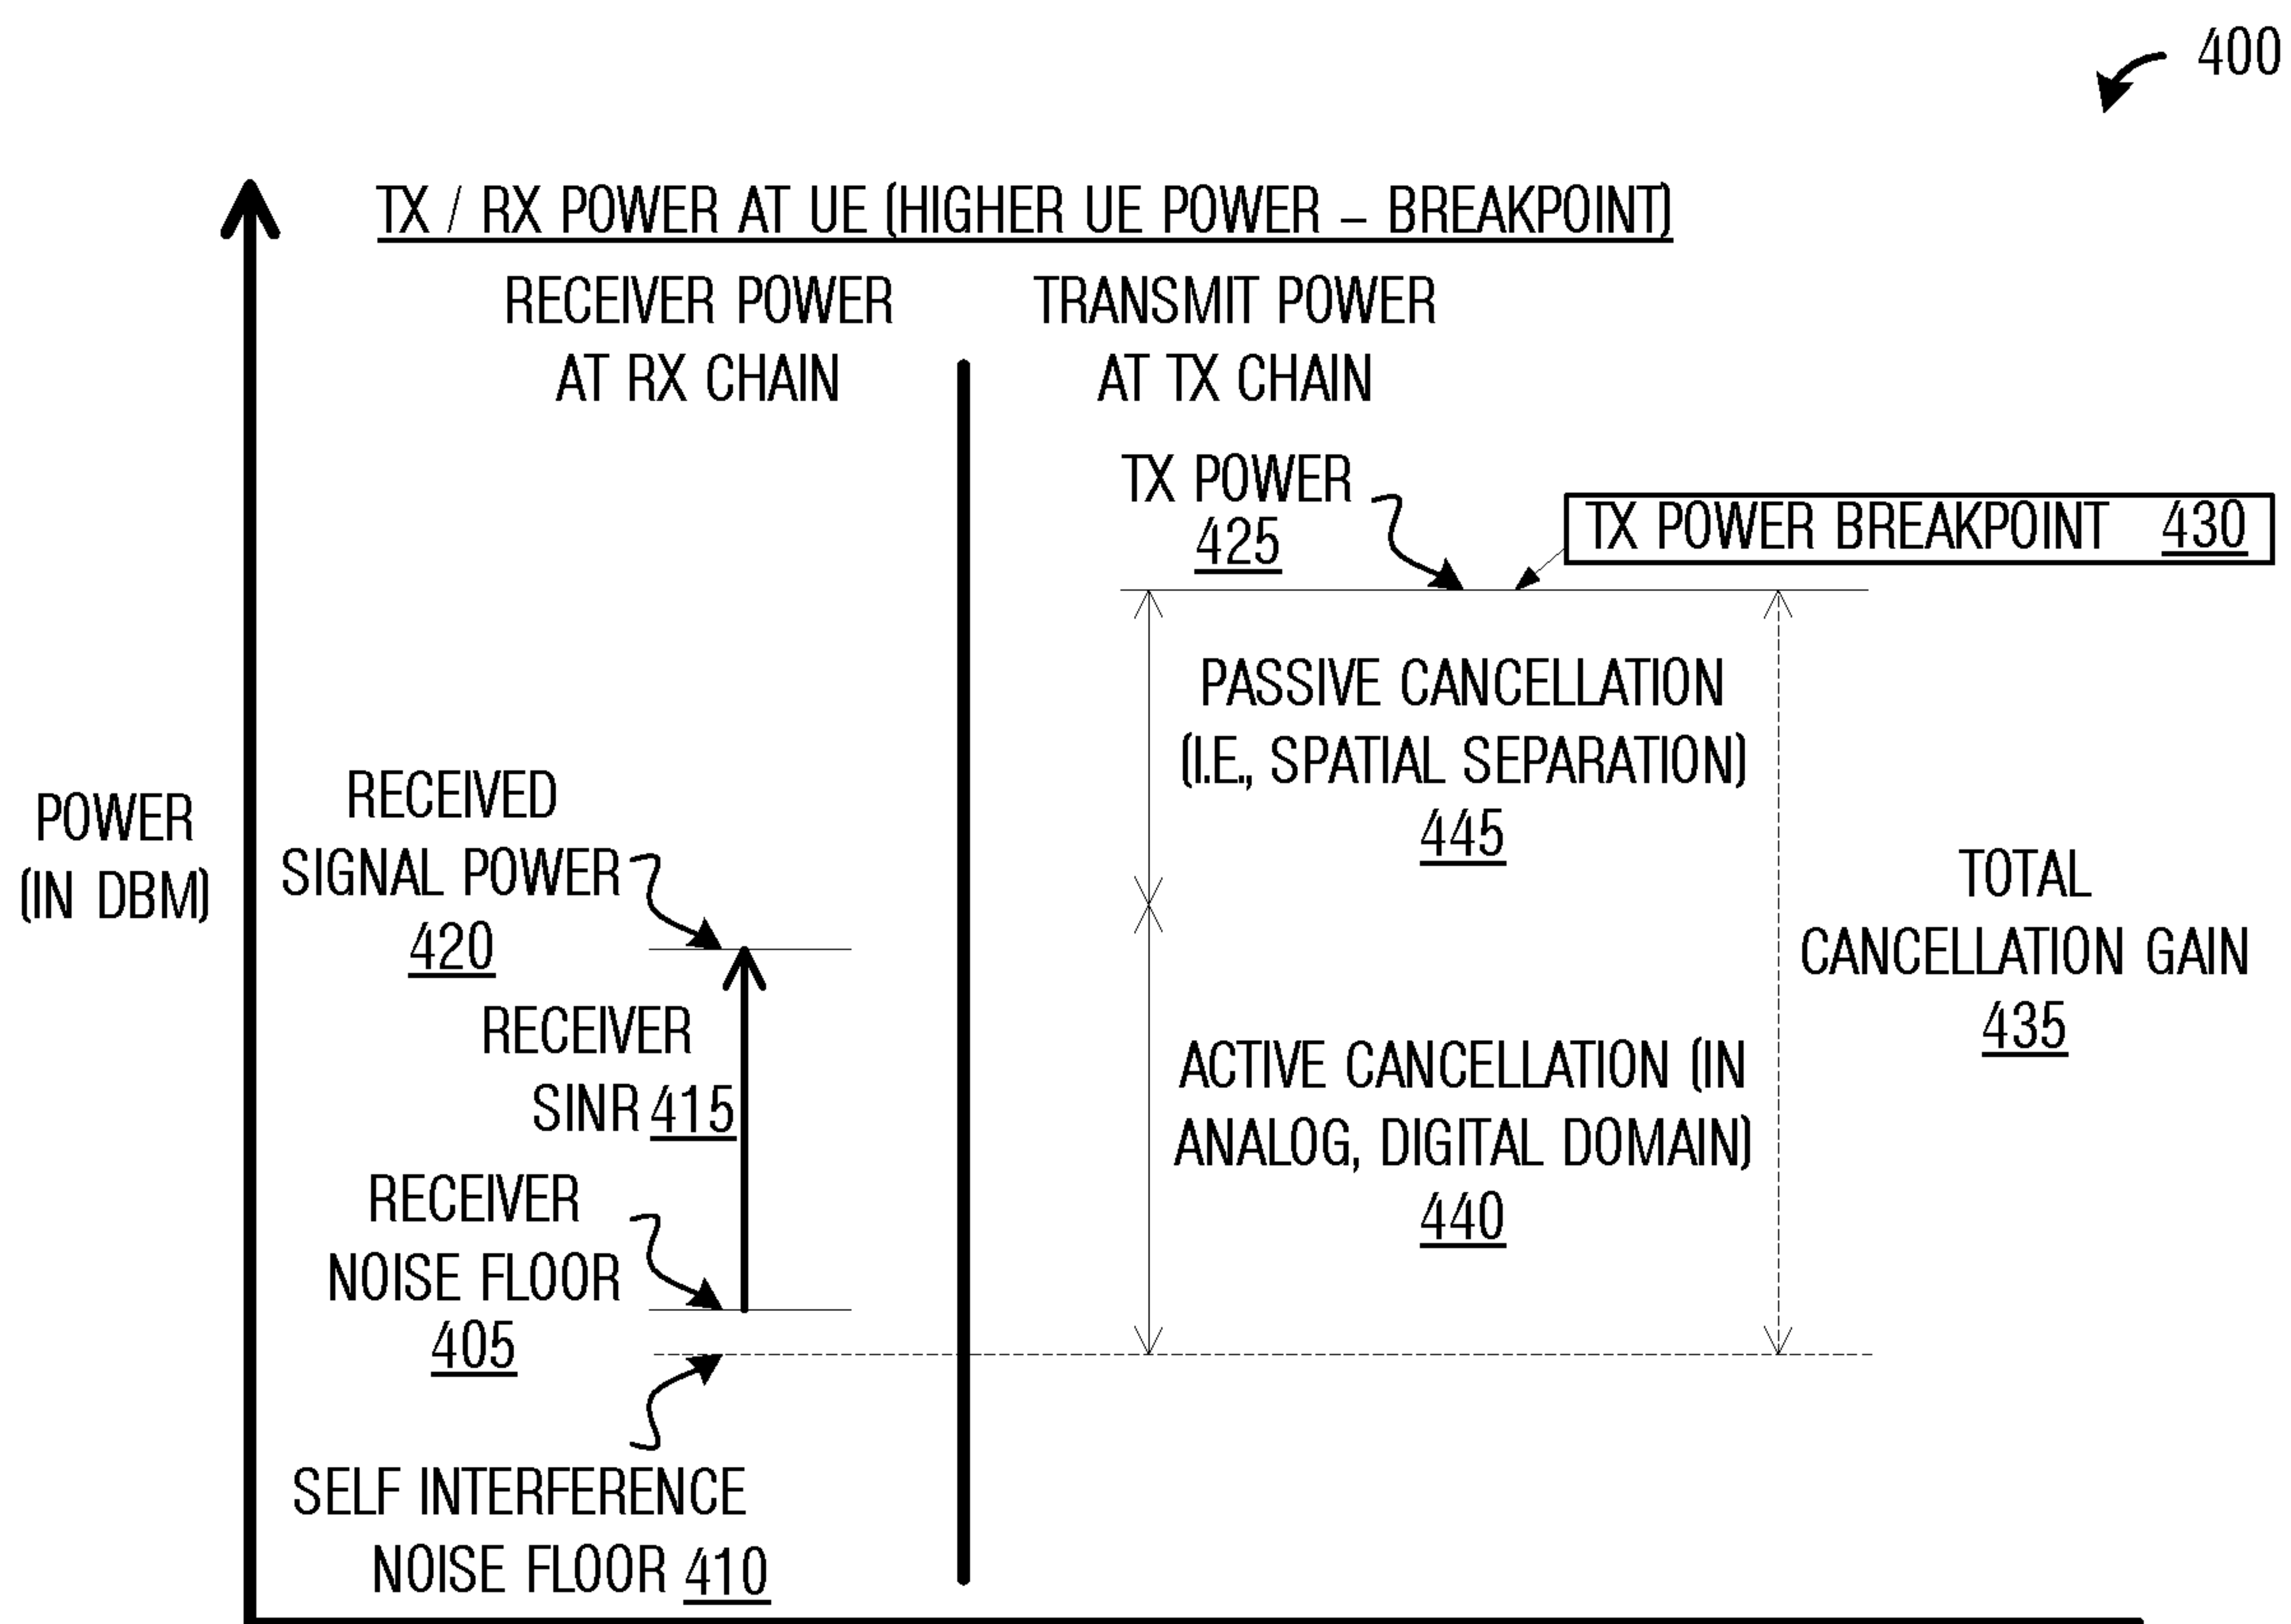 400
TX / RX POWER AT UE (HIGHER UE POWER – BREAKPOINT)
RECEIVER POWER
AT RX CHAIN
TRANSMIT POWER
AT TX CHAIN
TX POWER
425
TX POWER BREAKPOINT 430
PASSIVE CANCELLATION
(I.E., SPATIAL SEPARATION)
445
POWER
(IN DBM)
RECEIVED
SIGNAL POWER
420
TOTAL
CANCELLATION GAIN
435
RECEIVER
SINR 415
ACTIVE CANCELLATION (IN
ANALOG, DIGITAL DOMAIN)
440
RECEIVER
NOISE FLOOR
405
SELF INTERFERENCE
NOISE FLOOR 410